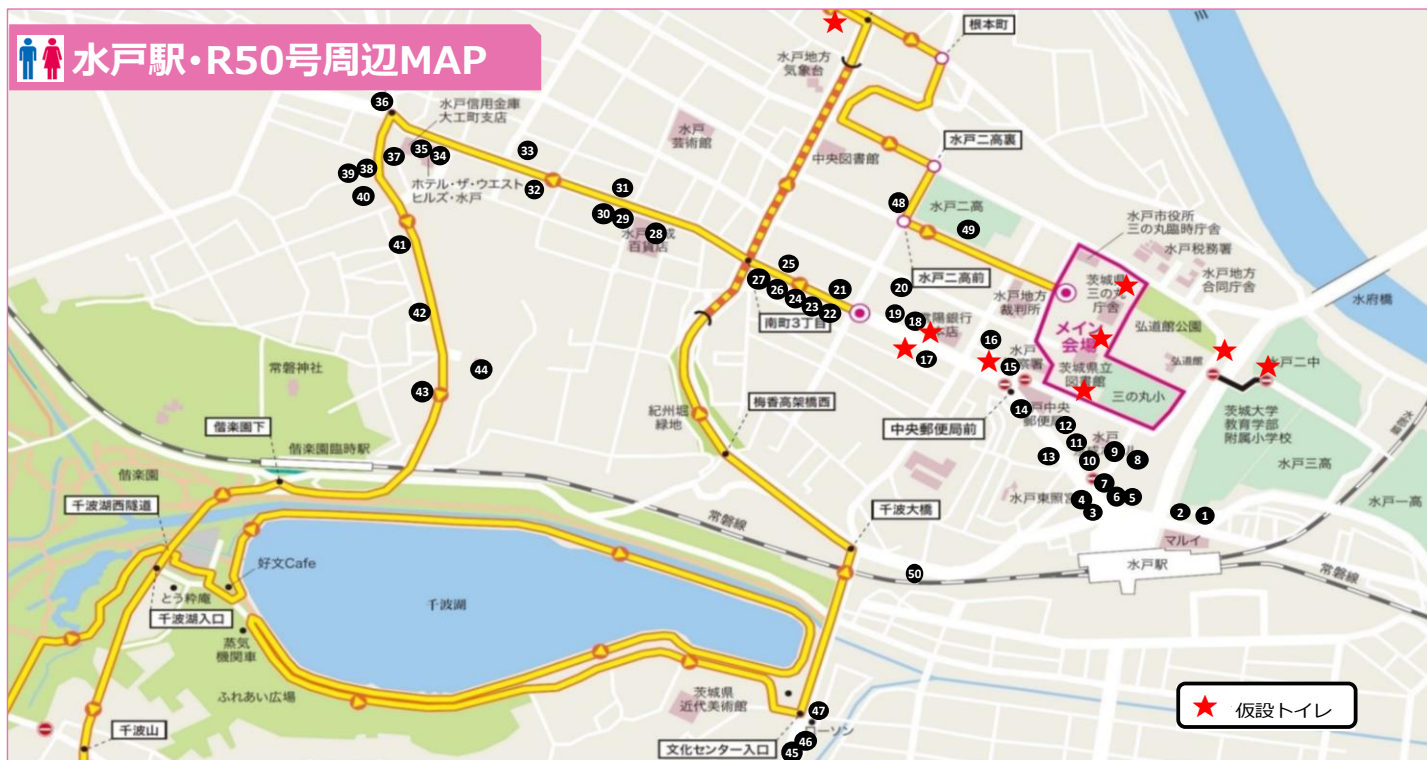 水戸駅・R50号周辺MAP
根本町
水戸地方
気象台
36
水戸信用金庫
大工町支店
35
34
37
33
水戸
芸術館
中央図書館
水戸二高裏
39
38
40
ホテル・ザ・ウエスト
ヒルズ・水戸
32
31
30
29
28
百貨店
48
水戸二高
49
水戸市役所
三の丸臨時庁舎
水戸税務署
水戸地方
合同庁舎
川
水府橋
41
25
27
26
24
23
22
21
20
水戸二高前
水戸地方
裁判所
茨城県
三の丸
庁舎
弘道館公園
42
南町3丁目
19
18
常陽銀行
本店
17
16
15
メイン
会場
茨城県立
図書館
三の丸小
弘道館
水戸二中
常磐神社
44
43
14
中央郵便局前
12
11
13
10
9
8
茨城大学
教育学部
附属小学校
水戸三高
水戸一高
水郡線
偕楽園下
偕楽園臨時駅
偕楽園
紀州堀
緑地
梅香高架橋西
7
6
5
4
3
2
1
水戸東照宮
マルイ
水戸駅
常磐線
千波湖西隧道
常磐線
千波大橋
50
好文Cafe
とう粋庵
千波湖入口
千波湖
蒸気
機関車
ふれあい広場
茨城県
近代美術館
47
ローソン
46
45
千波山
文化センター入口
仮設トイレ